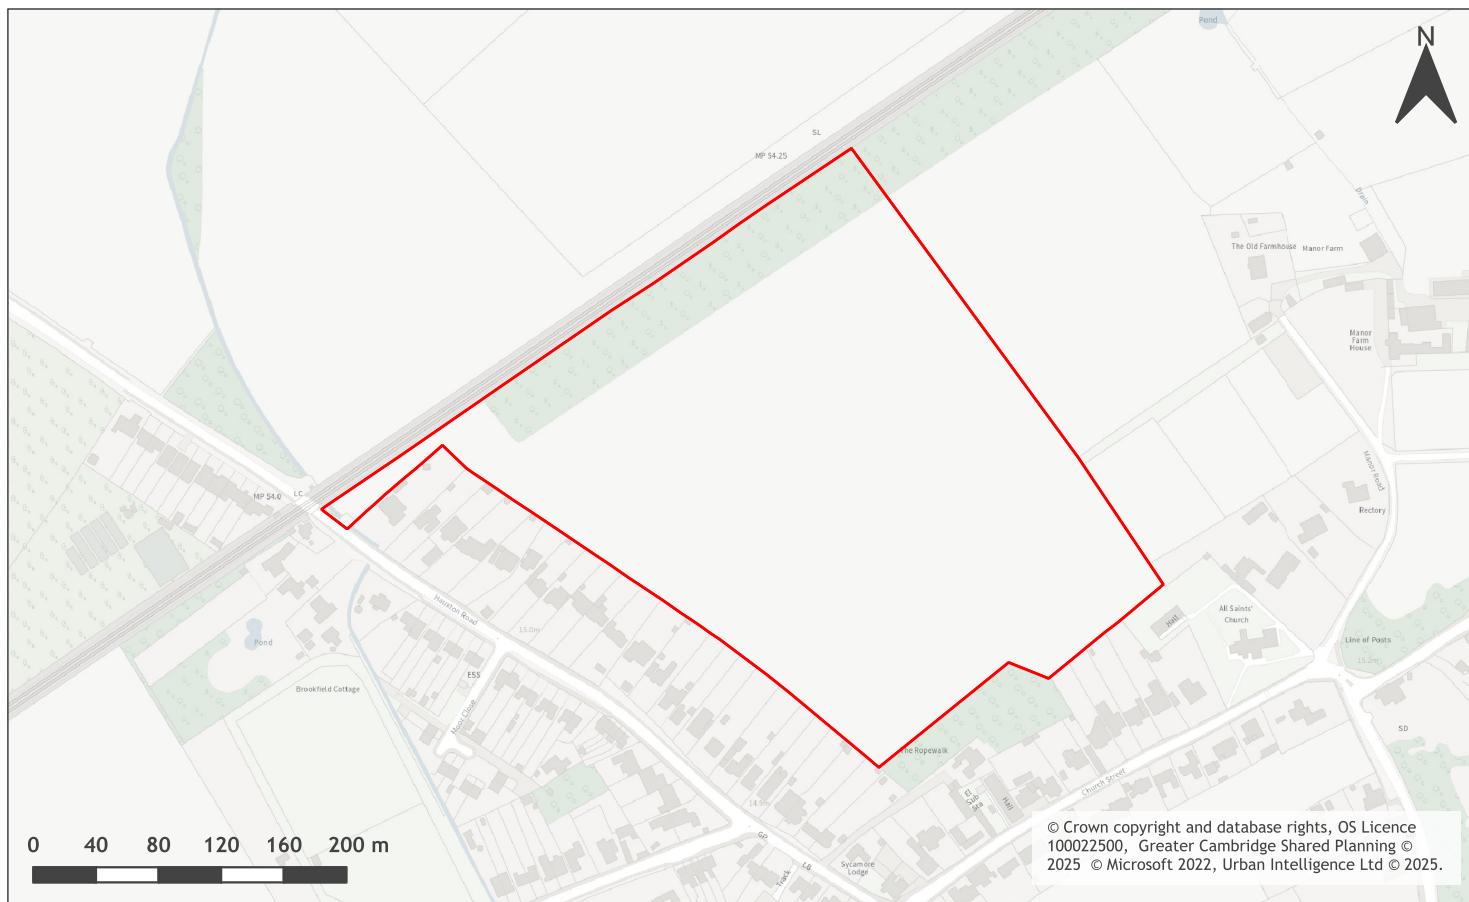 Pond
N
SL
MP 54.25
Drain
The Old Farmhouse
Manor Farm
Manor
Farm
House
Manor Road
MP 54.0
LC
Rectory
Hauxton Road
15.0m
All Saints'
Church
Hall
Pond
Line of Posts
15.2m
ESS
Brookfield Cottage
Moor Close
SD
The Ropewalk
Church Street
El
Sub
Sta
Hall
14.9m
GP
LB
Sycamore
Lodge
Track
0 40 80 120 160 200 m
© Crown copyright and database rights, OS Licence
100022500, Greater Cambridge Shared Planning ©
2025 © Microsoft 2022, Urban Intelligence Ltd © 2025.